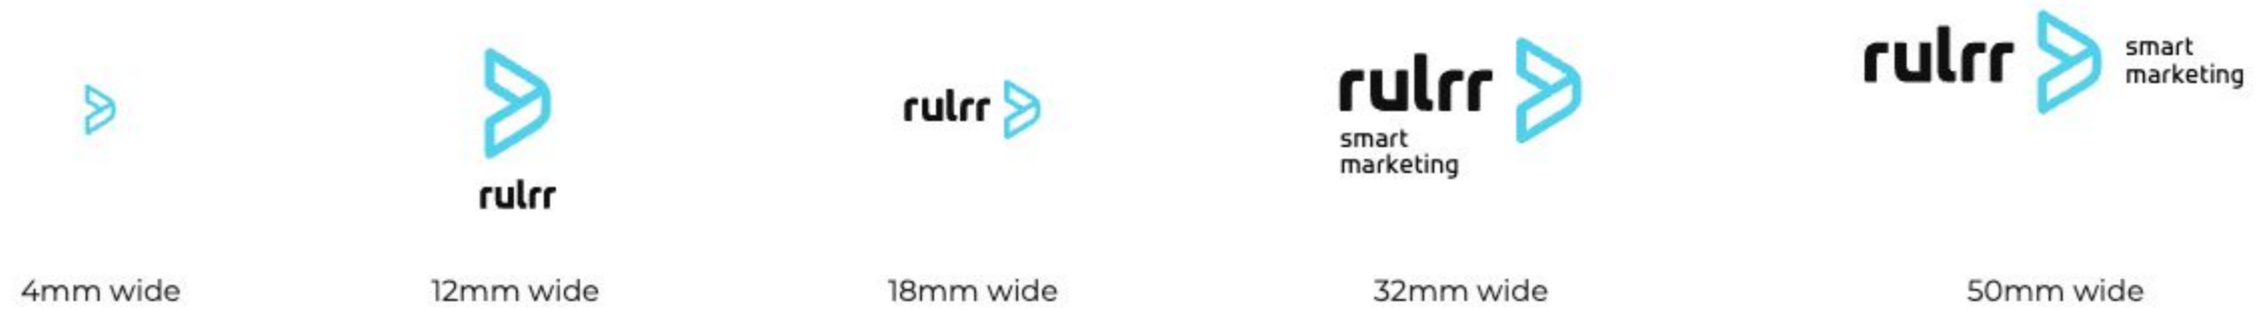 rulrr
rulrr
rulrr
smart
marketing
rulrr
smart
marketing
4mm wide
12mm wide
18mm wide
32mm wide
50mm wide